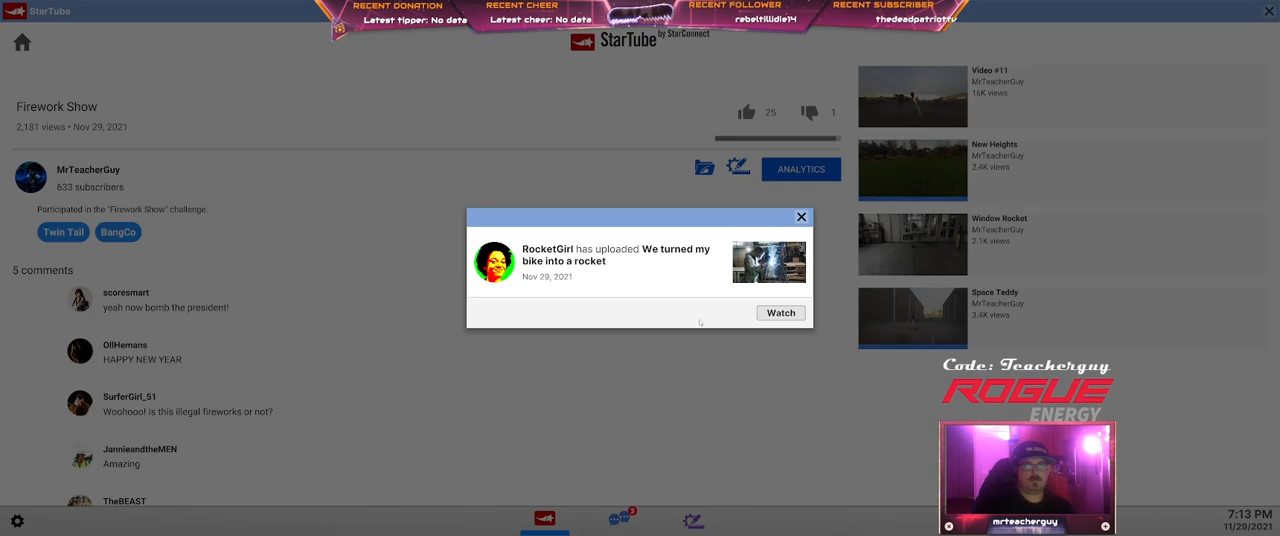 StarTube
RECENT DONATION
Latest tipper: No data
RECENT CHEER
Latest cheer: No data
RECENT FOLLOWER
rebeltillidie14
RECENT SUBSCRIBER
thedeadpatriottv
StarTube by StarConnect
Firework Show
2,181 views • Nov 29, 2021
25
1
MrTeacherGuy
633 subscribers
ANALYTICS
Participated in the "Firework Show" challenge.
Twin Tail
BangCo
5 comments
scoresmart
yeah now bomb the president!
OllHemans
HAPPY NEW YEAR
SurferGirl_51
Woohooo! is this illegal fireworks or not?
JannieandtheMEN
Amazing
TheBEAST
RocketGirl has uploaded We turned my
bike into a rocket
Nov 29, 2021
Watch
Video #11
MrTeacherGuy
16K views
New Heights
MrTeacherGuy
2.4K views
Window Rocket
MrTeacherGuy
2.1K views
Space Teddy
MrTeacherGuy
3.4K views
Code: Teacherguy
ROGUE
ENERGY
mrteacherguy
3
7:13 PM
11/29/2021